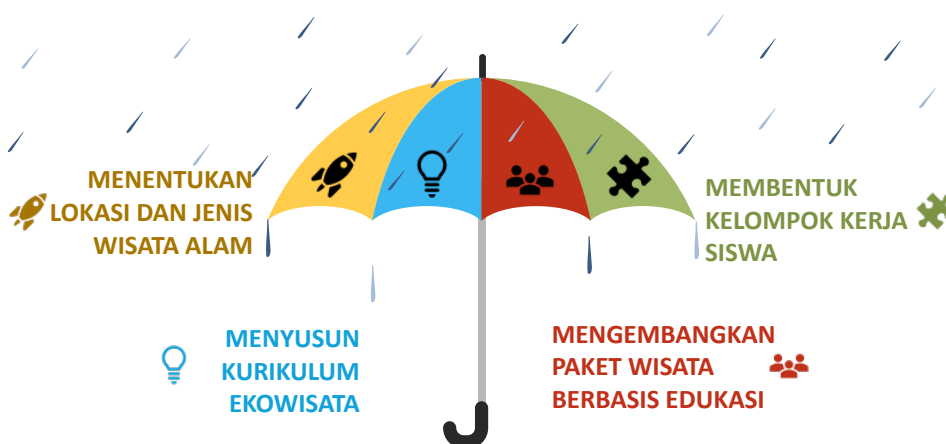 MENENTUKAN
LOKASI DAN JENIS
WISATA ALAM
MENYUSUN
KURIKULUM
EKOWISATA
MENGEMBANGKAN
PAKET WISATA
BERBASIS EDUKASI
MEMBENTUK
KELOMPOK KERJA
SISWA